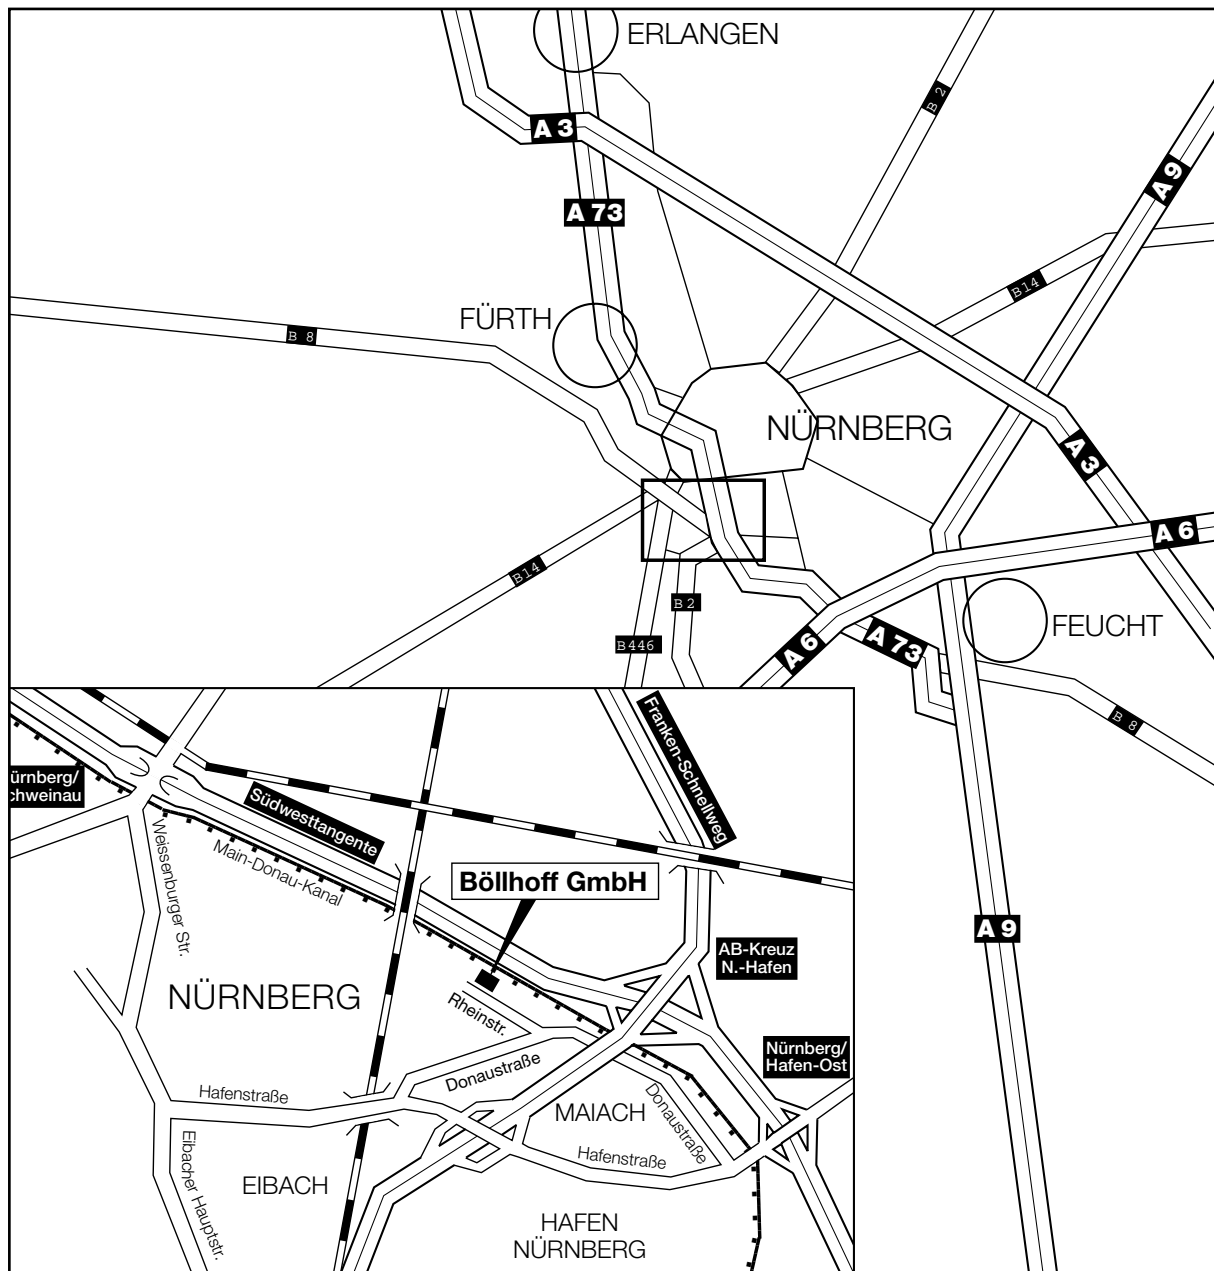 ERLANGEN
B 2
A 3
A 9
A 73
B14
FÜRTH
B 8
NÜRNBERG
A 3
A 6
B14
B 2
FEUCHT
B446
A 6
A 73
B 8
A 9
Franken-Schnellweg
ürnberg/
chweinau
Südwesttangente
Weissenburger Str.
Main-Donau-Kanal
Böllhoff GmbH
AB-Kreuz
N.-Hafen
NÜRNBERG
Rheinstr.
Nürnberg/
Hafen-Ost
Donaustraße
Hafenstraße
MAIACH
Donaustraße
Eibacher Hauptstr.
Hafenstraße
EIBACH
HAFEN
NÜRNBERG